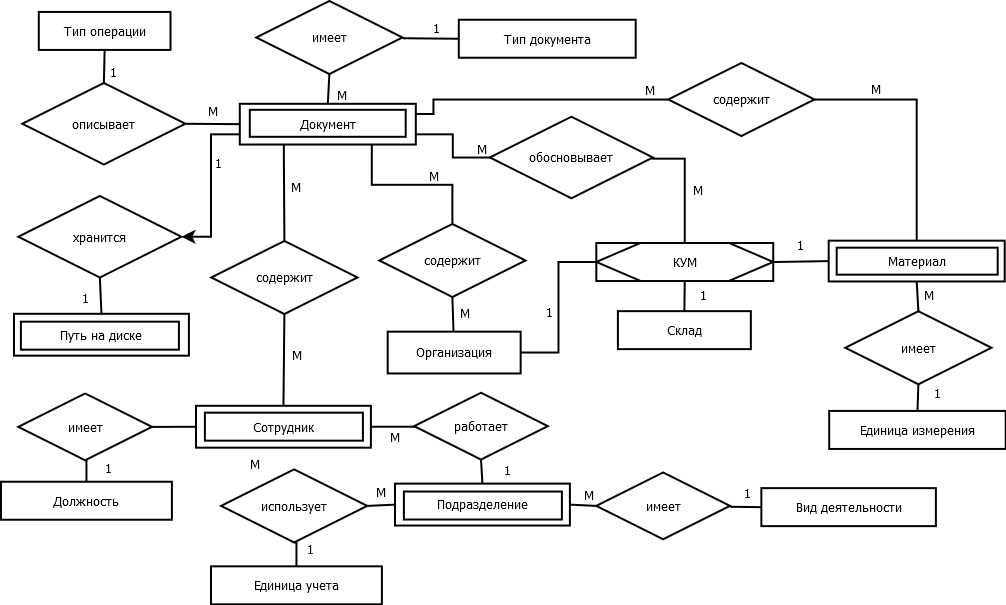 Тип операции
имеет
1
Тип документа
1
М
содержит
М
М
описывает
М
Документ
М
обосновывает
1
М
М
М
хранится
содержит
содержит
КУМ
1
Материал
1
М
1
1
М
Путь на диске
Организация
Склад
имеет
М
1
имеет
Сотрудник
М
работает
Единица измерения
1
М
1
Должность
использует
М
Подразделение
М
имеет
1
Вид деятельности
1
Единица учета